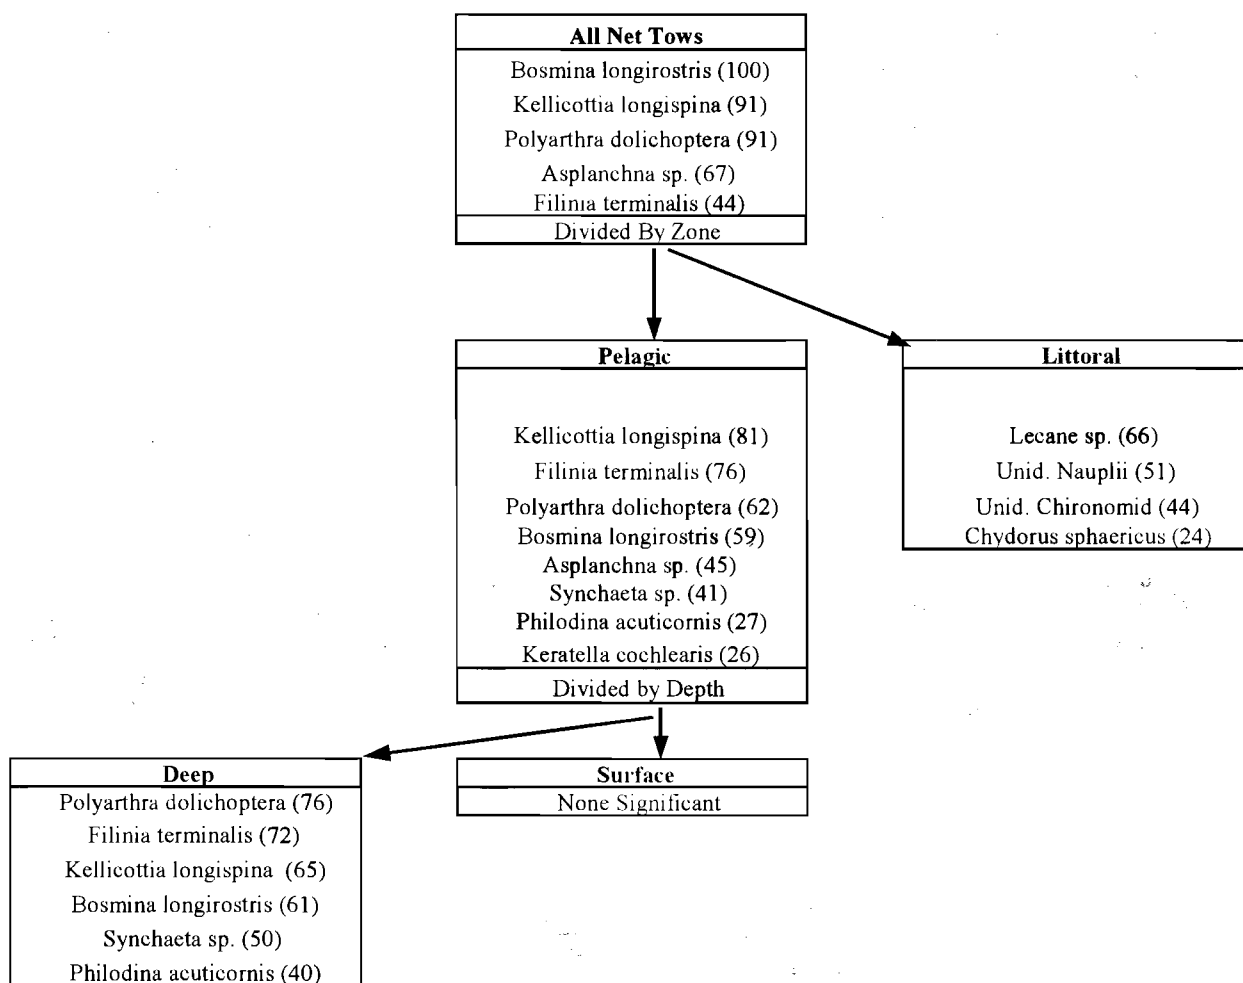 All Net Tows
Bosmina longirostris (100)
Kellicottia longispina (91)
Polyarthra dolichoptera (91)
Asplanchna sp. (67)
Filinia terminalis (44)
Divided By Zone
Pelagic
Kellicottia longispina (81)
Filinia terminalis (76)
Polyarthra dolichoptera (62)
Bosmina longirostris (59)
Asplanchna sp. (45)
Synchaeta sp. (41)
Philodina acuticornis (27)
Keratella cochlearis (26)
Divided by Depth
Littoral
Lecane sp. (66)
Unid. Nauplii (51)
Unid. Chironomid (44)
Chydorus sphaericus (24)
Deep
Polyarthra dolichoptera (76)
Filinia terminalis (72)
Kellicottia longispina (65)
Bosmina longirostris (61)
Synchaeta sp. (50)
Philodina acuticornis (40)
Surface
None Significant